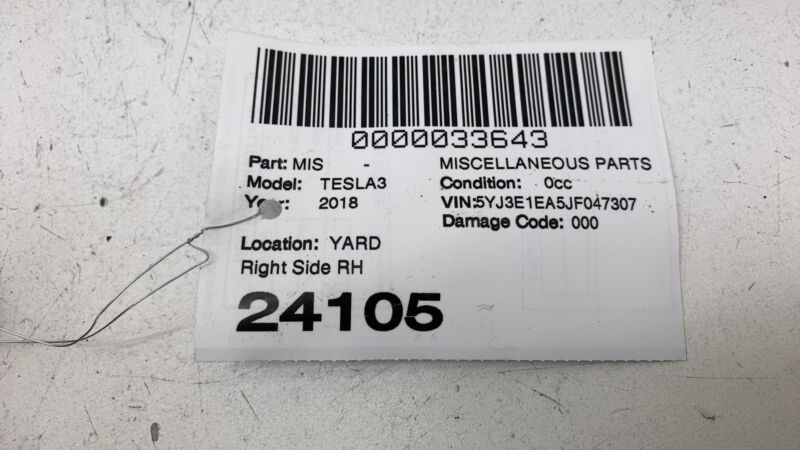 0000033643
Part: MIS - MISCELLANEOUS PARTS
Model: TESLA3 Condition: 0cc
Year: 2018 VIN:5YJ3E1EA5JF047307
Damage Code: 000
Location: YARD
Right Side RH
24105